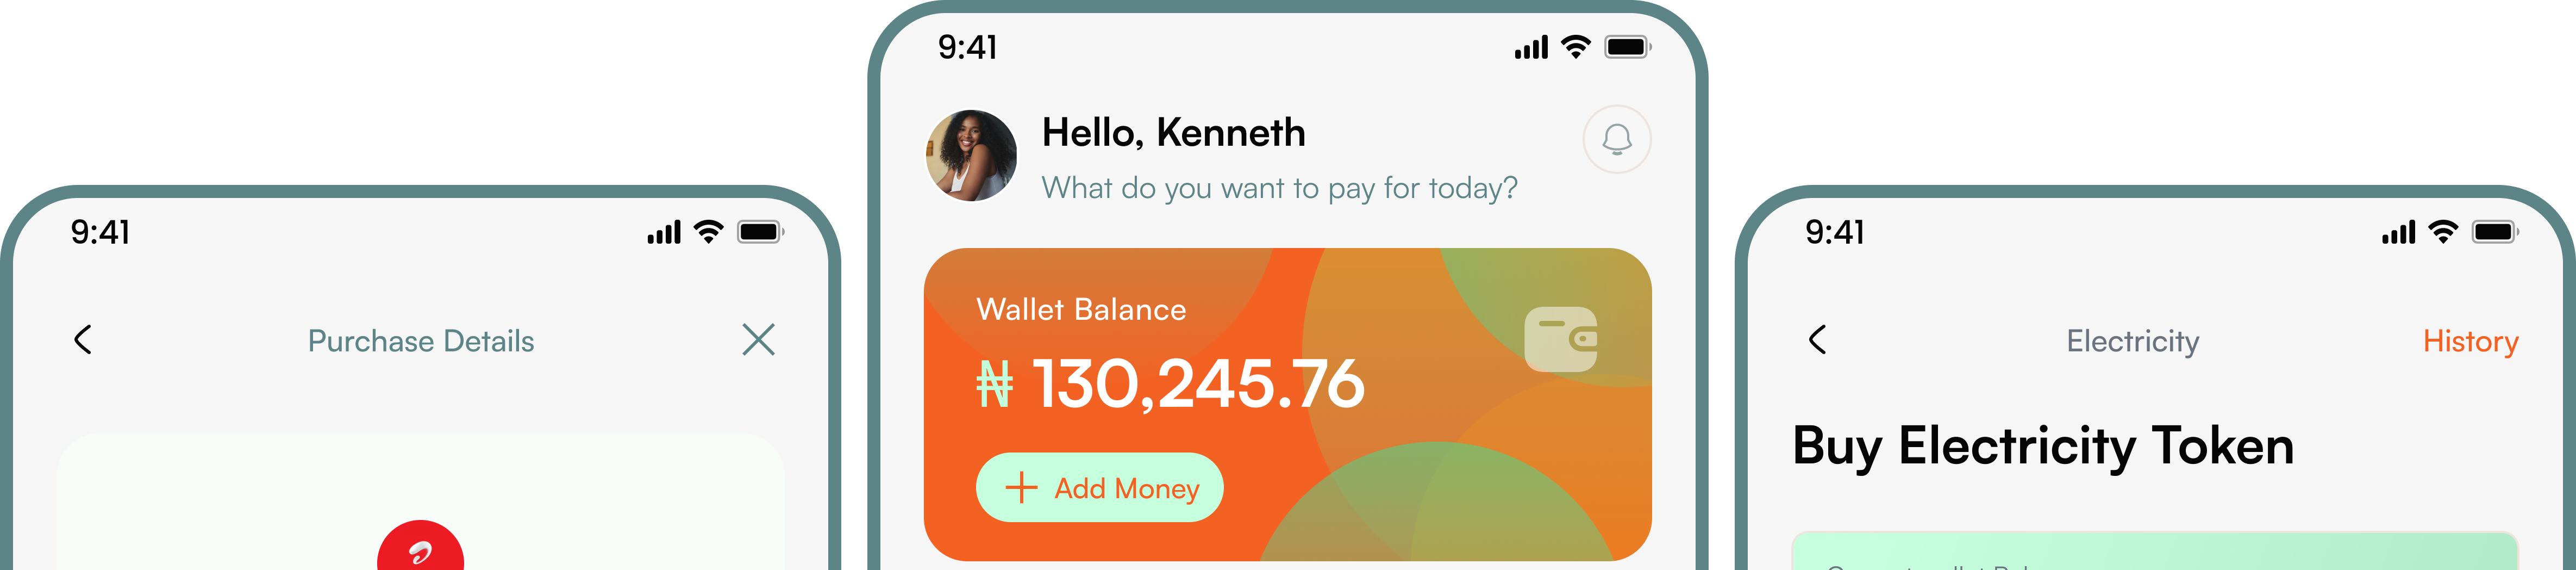 9:41
Purchase Details
9:41
Hello, Kenneth
What do you want to pay for today?
Wallet Balance
₦ 130,245.76
+ Add Money
9:41
Electricity
History
Buy Electricity Token